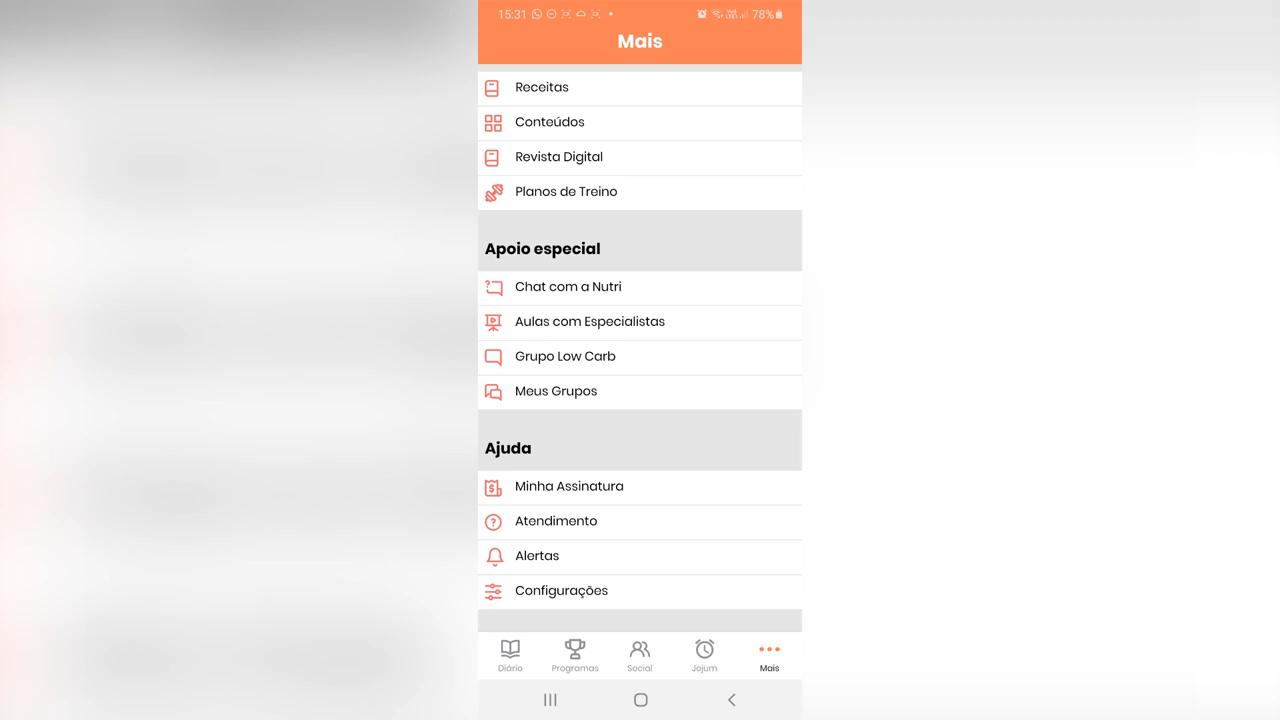 15:31 78%
Mais
Receitas
Conteúdos
Revista Digital
Planos de Treino
Apoio especial
Chat com a Nutri
Aulas com Especialistas
Grupo Low Carb
Meus Grupos
Ajuda
Minha Assinatura
Atendimento
Alertas
Configurações
Diário Programas Social Jejum Mais